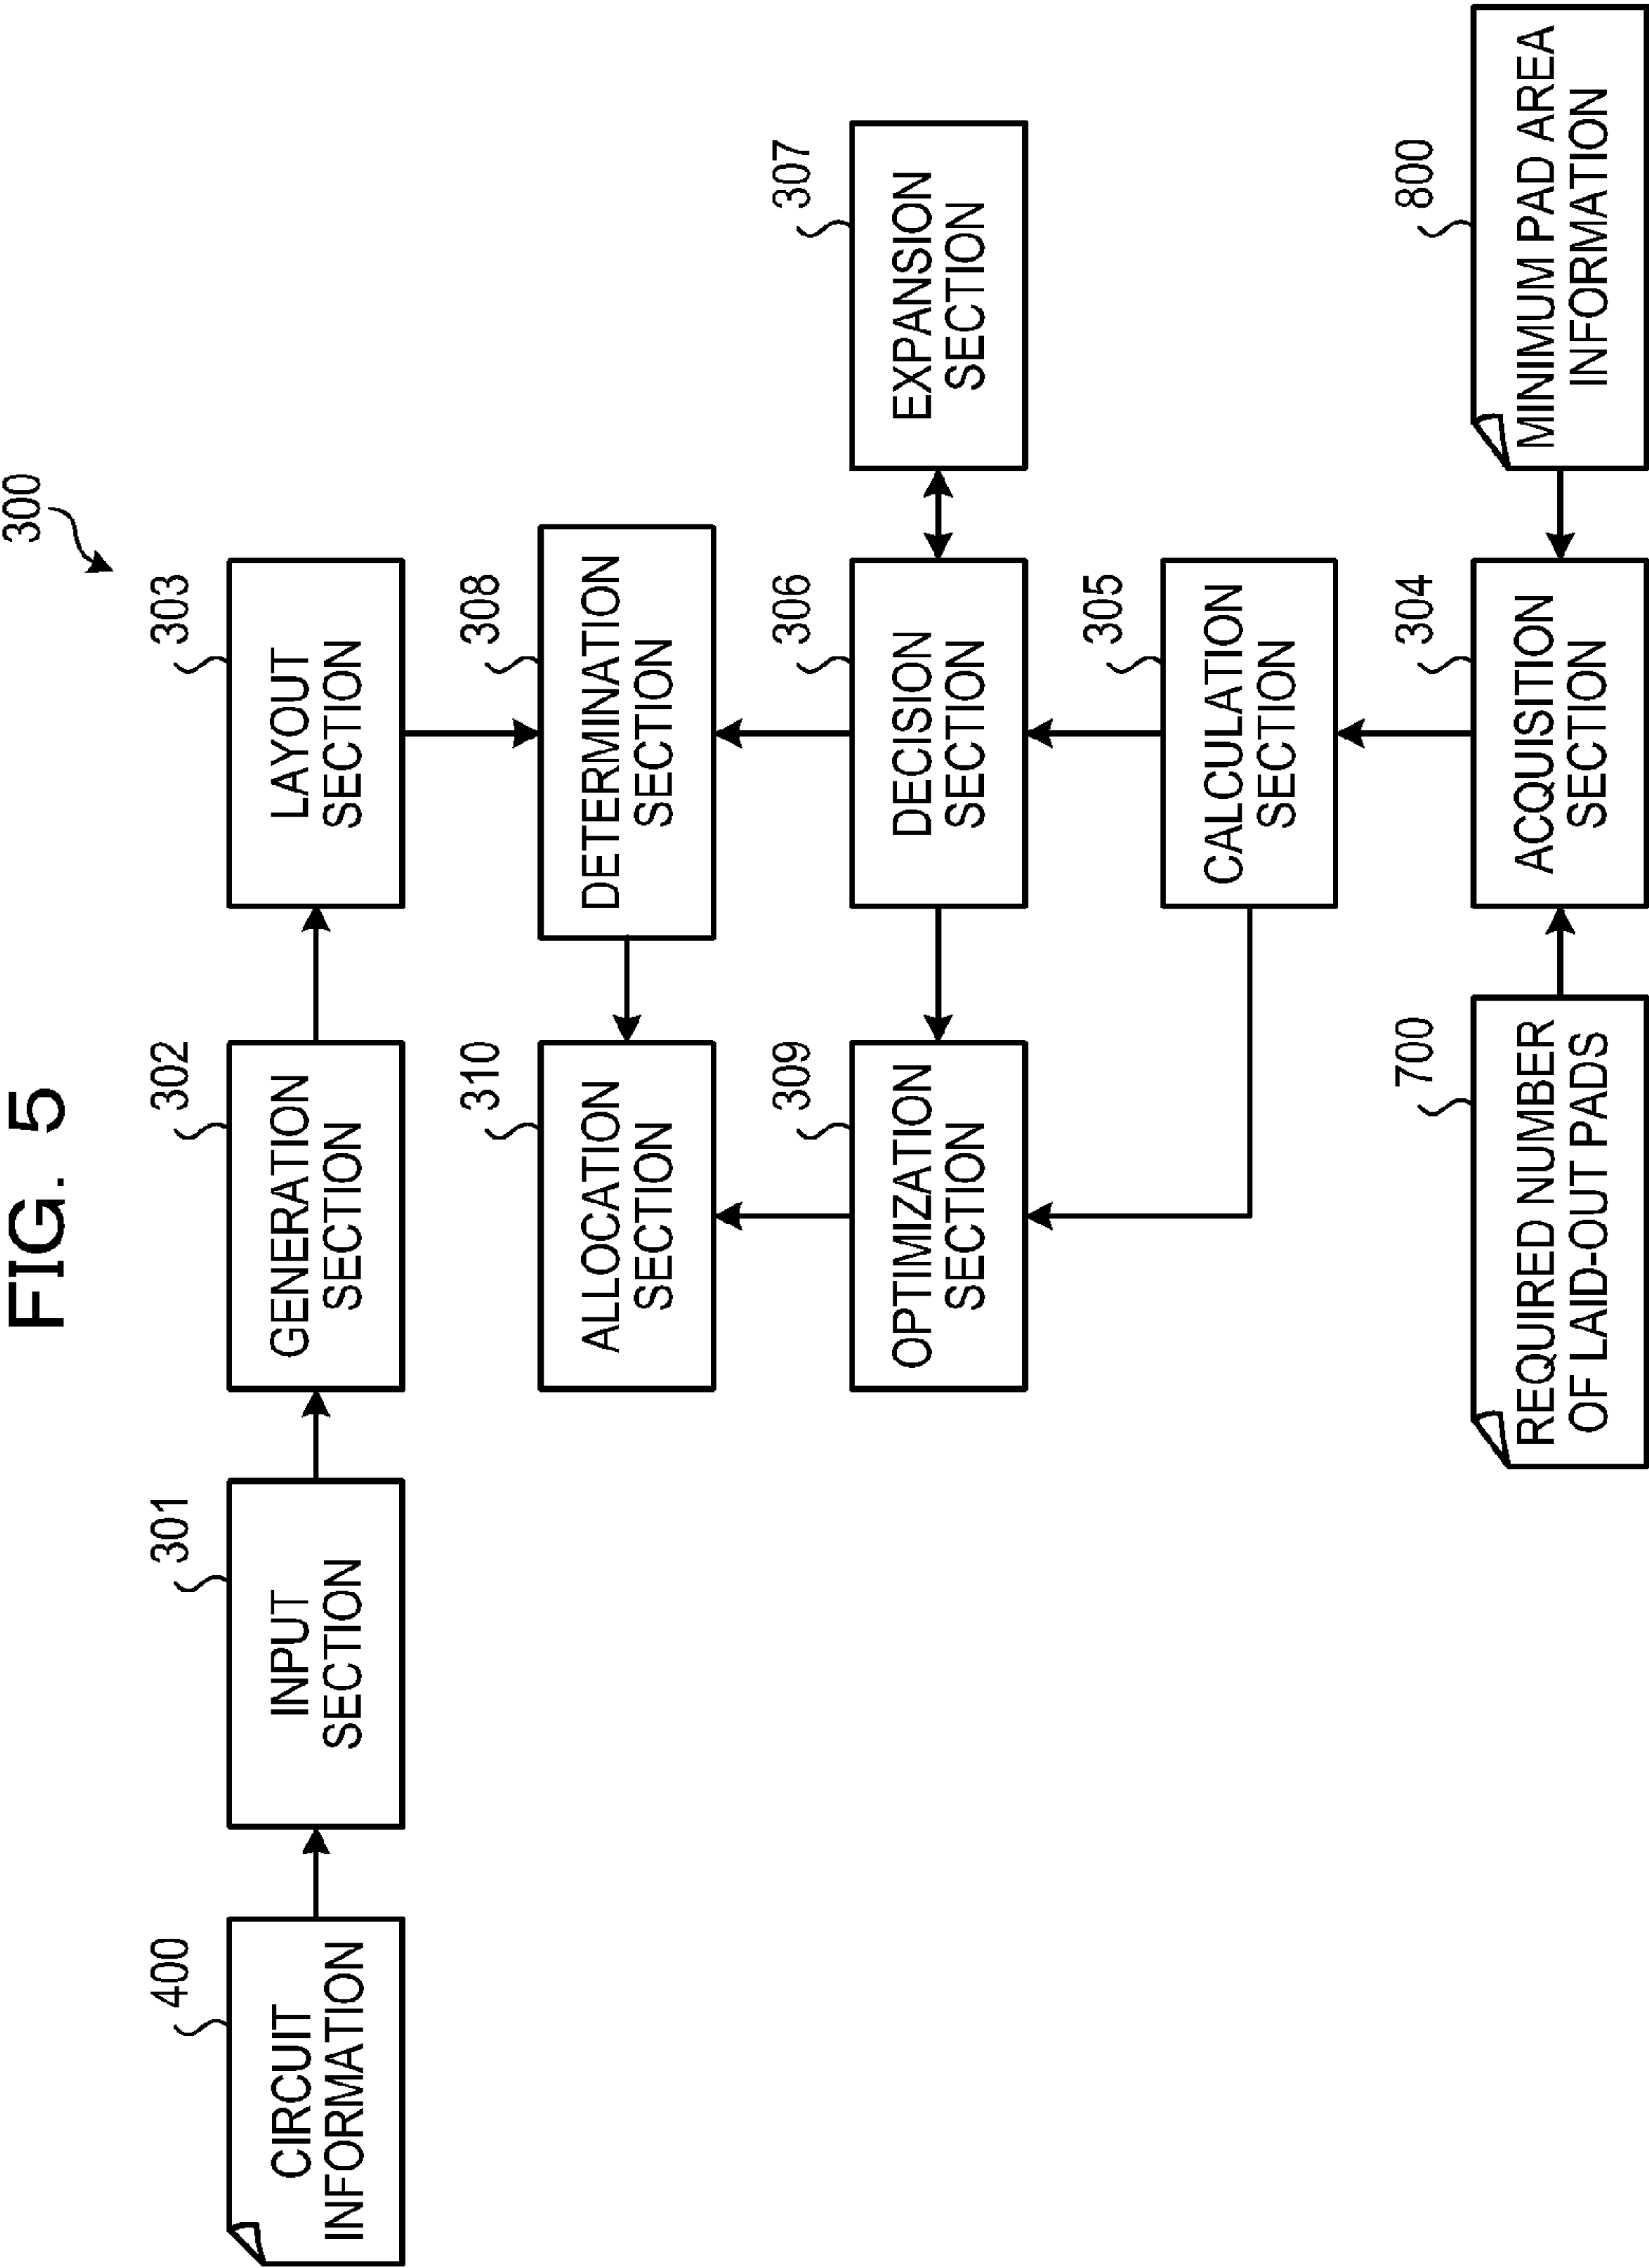 FIG. 5
300
400
CIRCUIT
INFORMATION
301
INPUT
SECTION
302
GENERATION
SECTION
303
LAYOUT
SECTION
310
ALLOCATION
SECTION
308
DETERMINATION
SECTION
309
OPTIMIZATION
SECTION
306
DECISION
SECTION
307
EXPANSION
SECTION
305
CALCULATION
SECTION
700
REQUIRED NUMBER
OF LAID-OUT PADS
304
ACQUISITION
SECTION
800
MINIMUM PAD AREA
INFORMATION